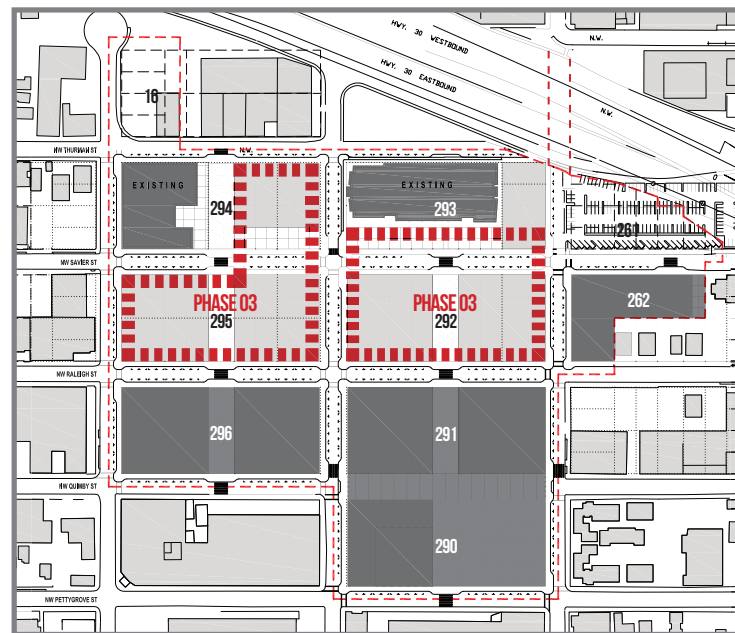 HWY. 30 WESTBOUND
N.W.
HWY. 30 EASTBOUND
N.W.
16
NW THURMAN ST
N.W.
EXISTING
294
EXISTING
293
261
NW SAVIER ST
PHASE 03
295
PHASE 03
292
262
NW RALEIGH ST
296
291
NW QUIMBY ST
290
NW PETTYGROVE ST